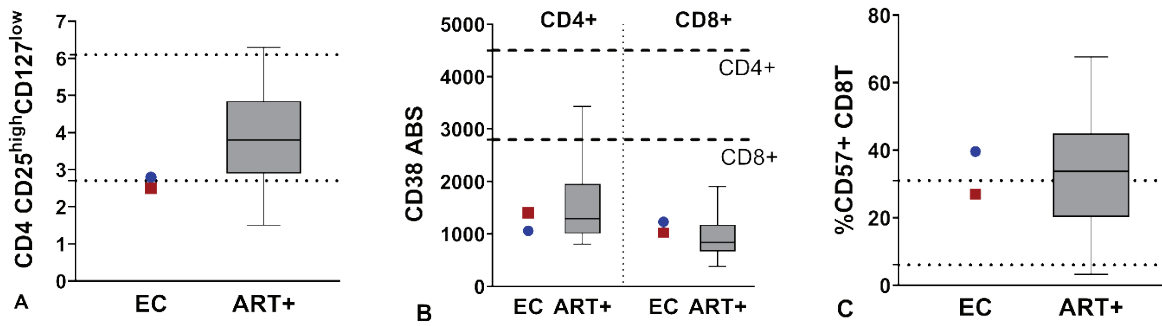 CD4 CD25highCD127low
7
6
5
4
3
2
1
0
EC
ART+
A
CD38 ABS
5000
4000
3000
2000
1000
0
CD4+
CD8+
CD4+
CD8+
EC ART+
EC ART+
B
%CD57+ CD8T
80
60
40
20
0
EC
ART+
C